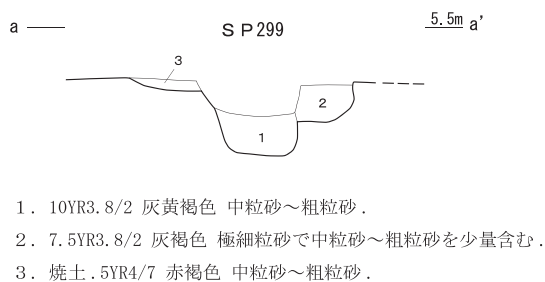 a ＳＰ299 5.5m a’
3
2
1
１. 10YR3.8/2 灰黄褐色 中粒砂～粗粒砂.
２. 7.5YR3.8/2 灰褐色 極細粒砂で中粒砂～粗粒砂を少量含む.
３. 焼土.5YR4/7 赤褐色 中粒砂～粗粒砂.